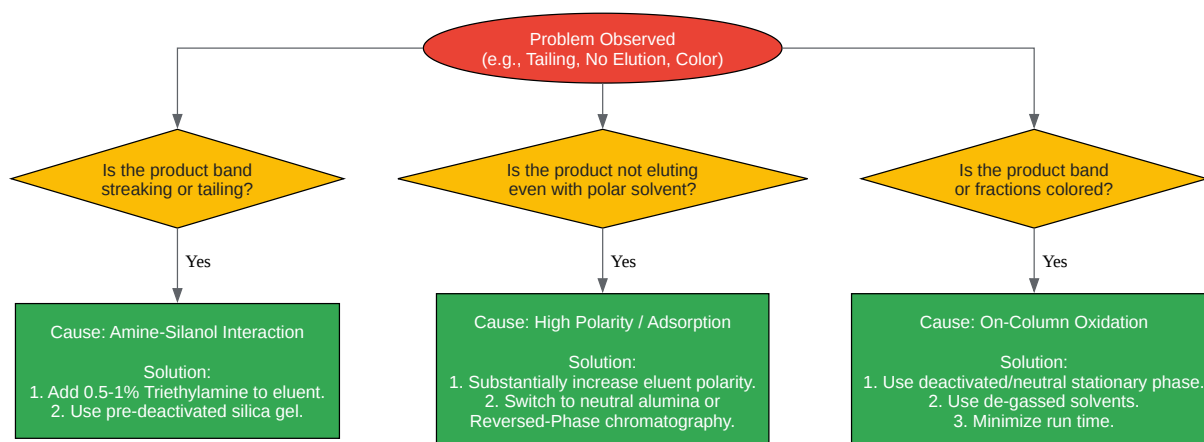 Problem Observed
(e.g., Tailing, No Elution, Color)
Is the product band
streaking or tailing?
Is the product not eluting
even with polar solvent?
Is the product band
or fractions colored?
Yes
Yes
Yes
Cause: Amine-Silanol Interaction
Solution:
1. Add 0.5-1% Triethylamine to eluent.
2. Use pre-deactivated silica gel.
Cause: High Polarity / Adsorption
Solution:
1. Substantially increase eluent polarity.
2. Switch to neutral alumina or
Reversed-Phase chromatography.
Cause: On-Column Oxidation
Solution:
1. Use deactivated/neutral stationary phase.
2. Use de-gassed solvents.
3. Minimize run time.